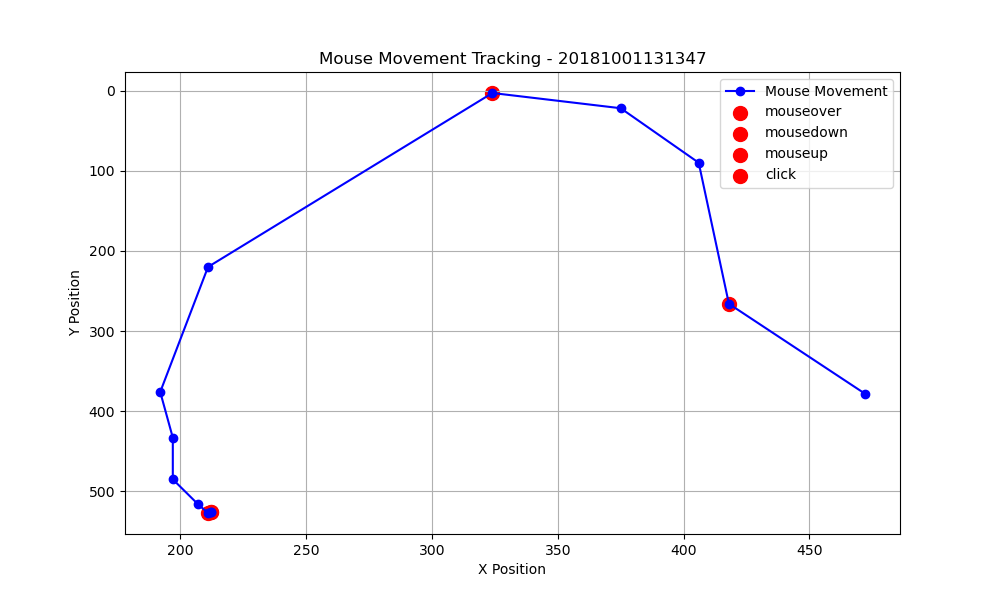 Mouse Movement Tracking - 20181001131347
Mouse Movement
mouseover
mousedown
mouseup
click
0
100
200
300
400
500
Y Position
200 250 300 350 400 450
X Position